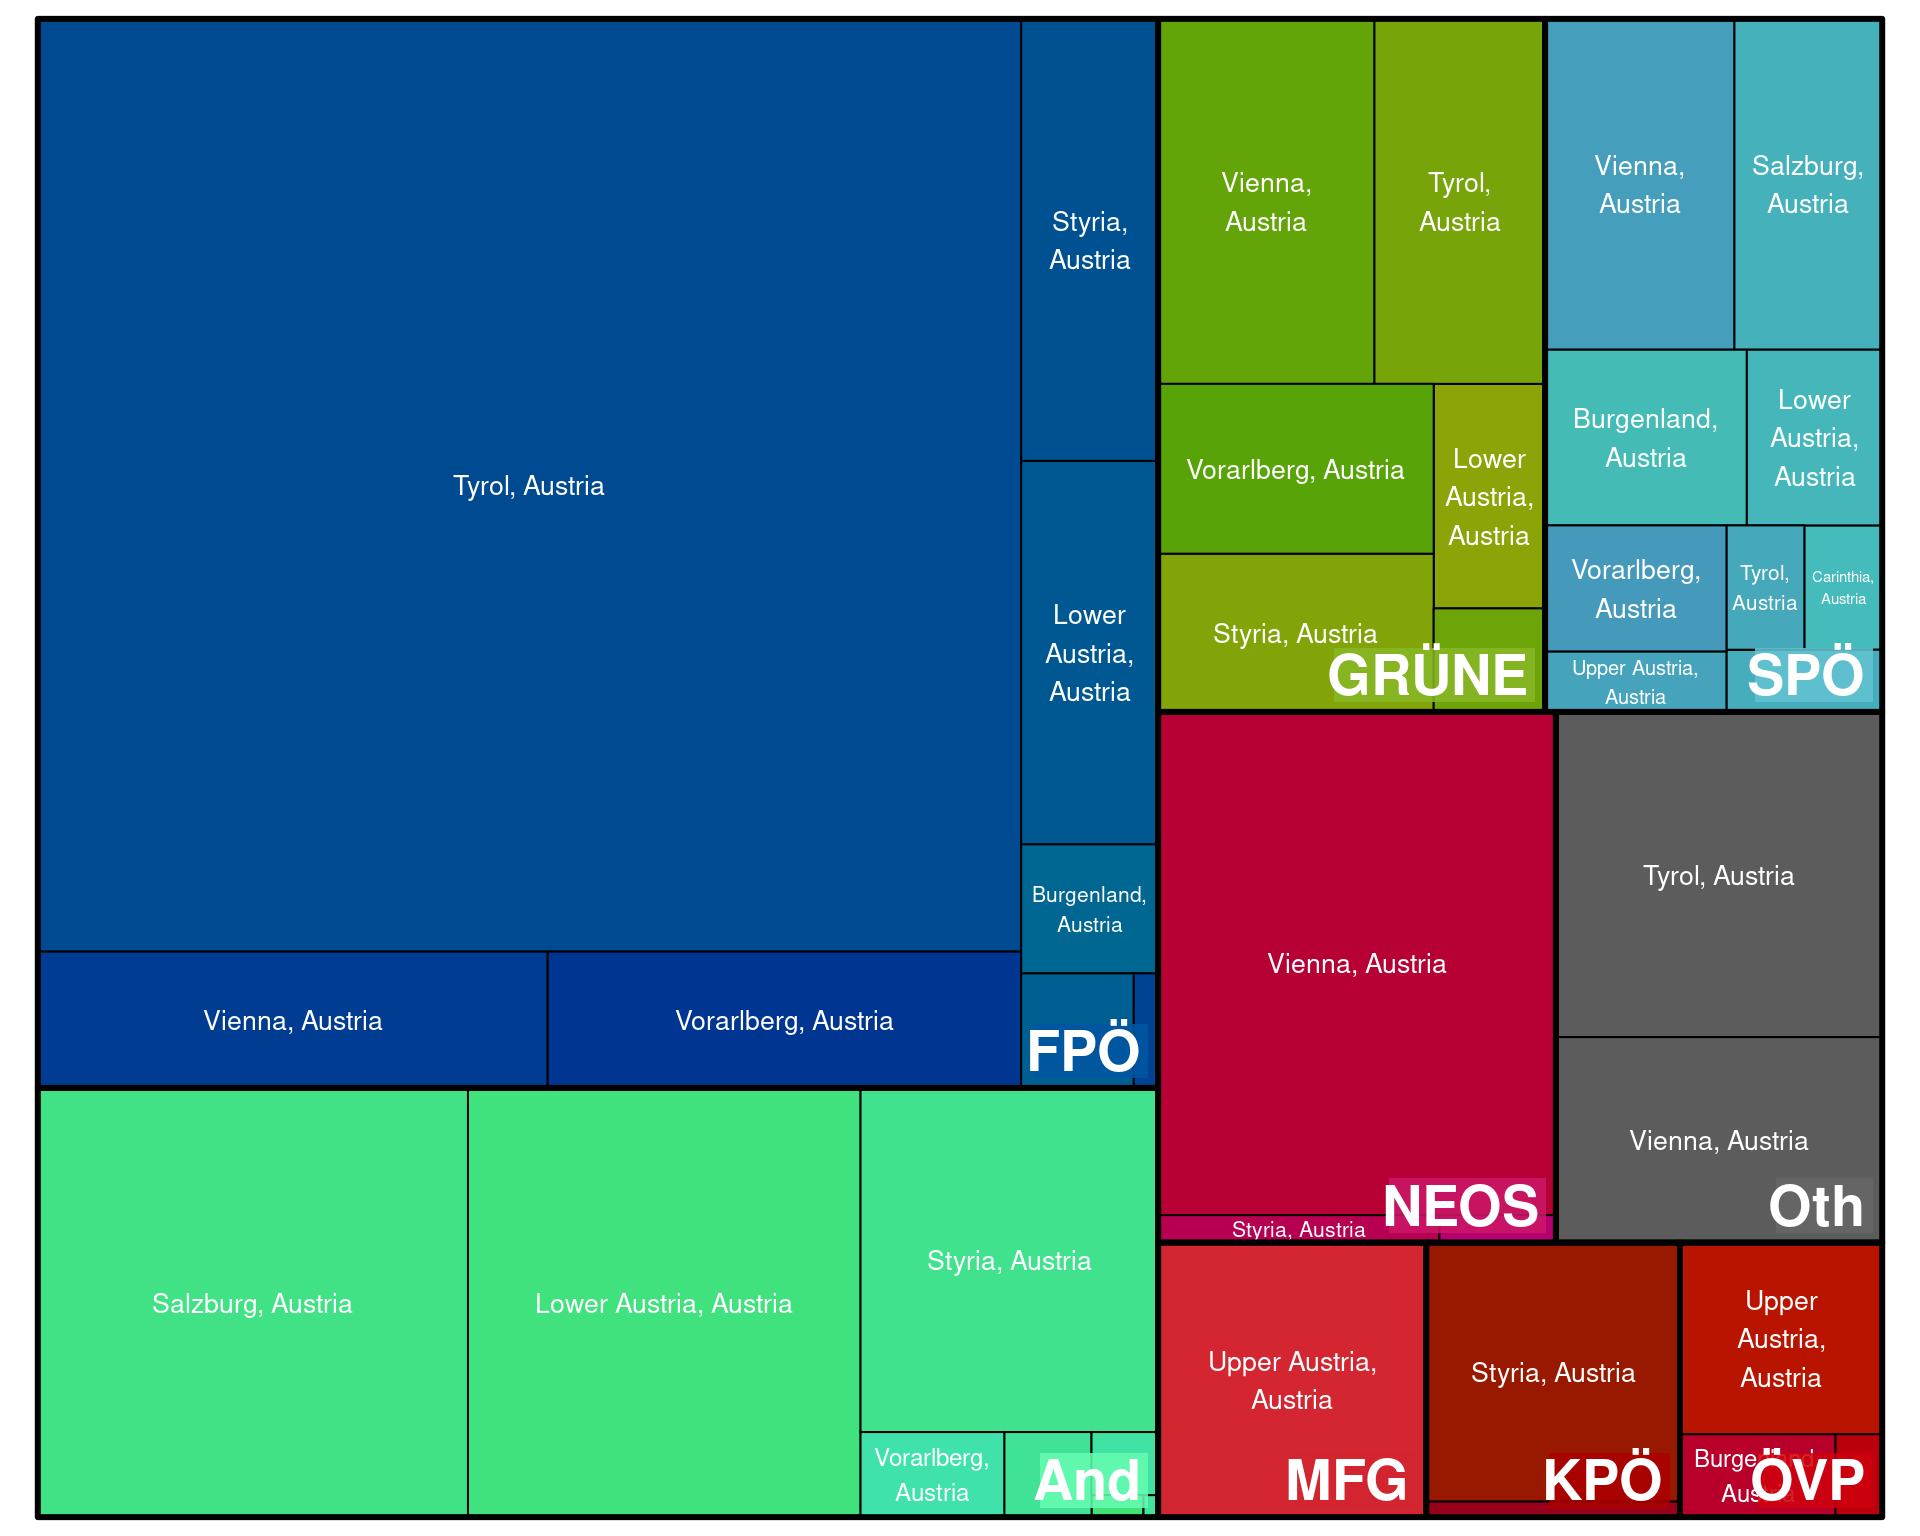 Tyrol, Austria
Styria,
Austria
Lower
Austria,
Austria
Burgenland,
Austria
Vienna, Austria
Vorarlberg, Austria
FPÖ
Salzburg, Austria
Lower Austria, Austria
Styria, Austria
Vorarlberg,
Austria
And
Vienna,
Austria
Tyrol,
Austria
Vorarlberg, Austria
Lower
Austria,
Austria
Styria, Austria
GRÜNE
Vienna,
Austria
Salzburg,
Austria
Burgenland,
Austria
Lower
Austria,
Austria
Vorarlberg,
Austria
Tyrol,
Austria
Carinthia,
Austria
Upper Austria,
Austria
SPÖ
Vienna, Austria
Styria, Austria
NEOS
Tyrol, Austria
Vienna, Austria
Oth
Upper Austria,
Austria
MFG
Styria, Austria
KPÖ
Upper
Austria,
Austria
Burgenland,
Austria
ÖVP